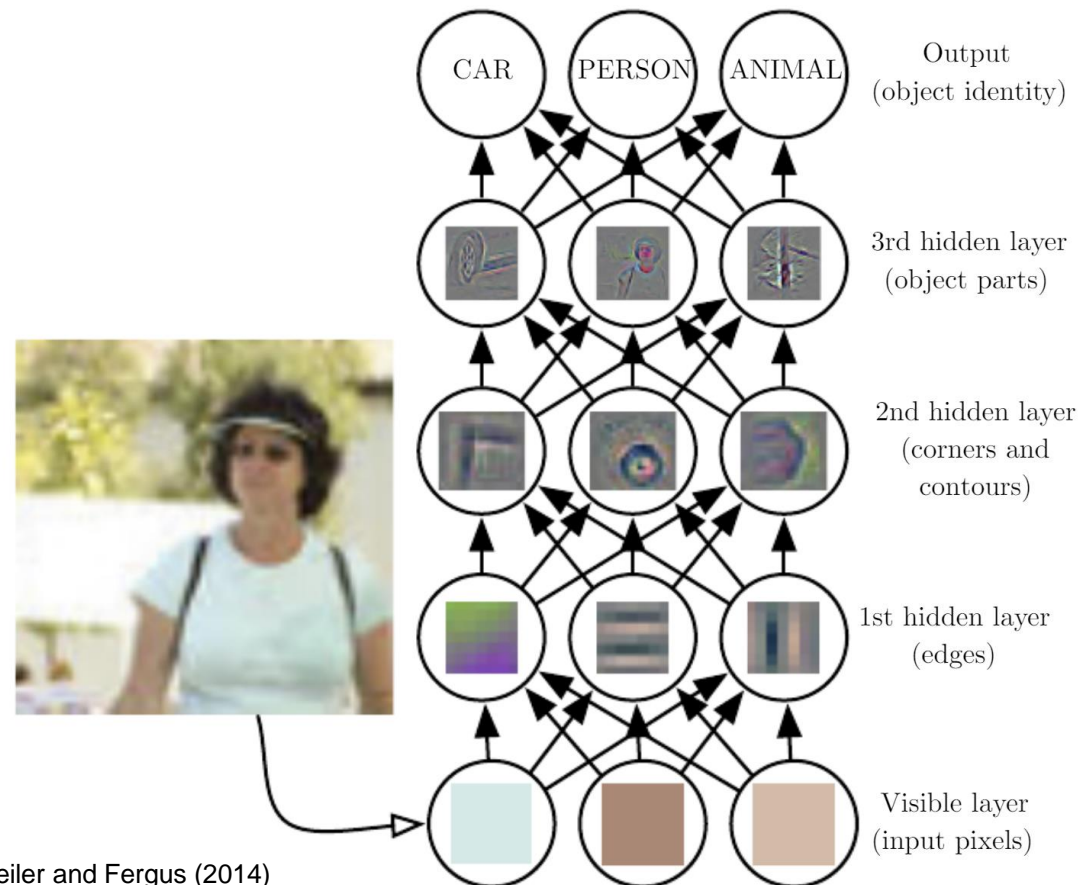 CAR
PERSON
ANIMAL
Output
(object identity)
3rd hidden layer
(object parts)
2nd hidden layer
(corners and
contours)
1st hidden layer
(edges)
Visible layer
(input pixels)
and Fergus (2014)